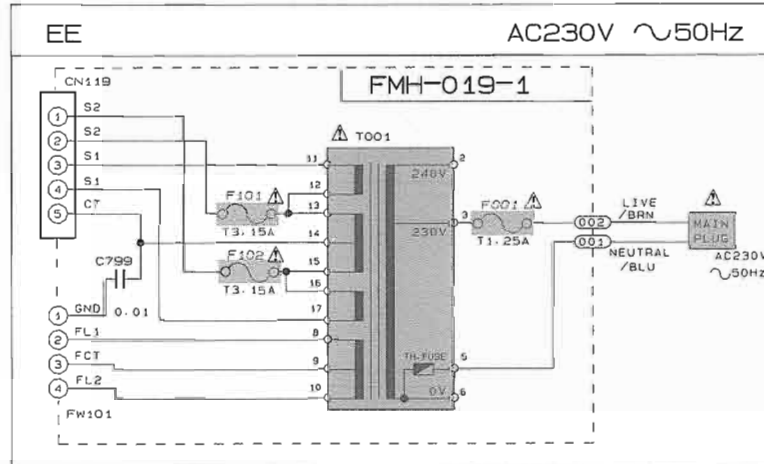 EE
AC230V ∿50Hz
FMH-019-1
CN119
1 S2
2 S2
3 S1
4 S1
5 CT
C799
0.01
1 GND
2 FL1
3 FCT
4 FL2
FW101
F101
T3.15A
F102
T3.15A
T001
11
12
13
14
15
16
17
8
9
10
2
240V
3
230V
TH-FUSE
5
0V
6
F001
T1.25A
002
001
LIVE
/BRN
NEUTRAL
/BLU
MAIN
PLUG
AC230V
∿50Hz